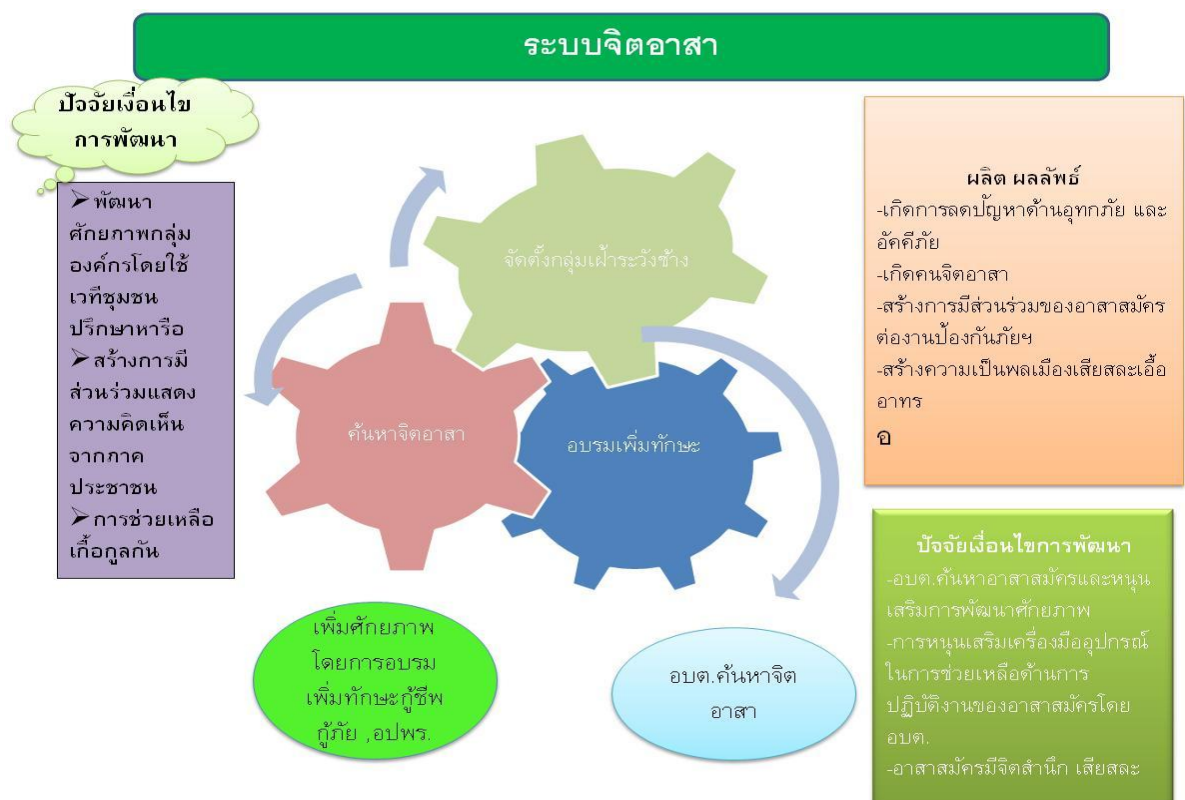 ระบบจิตอาสา
ปัจจัยเงื่อนไข
การพัฒนา
➢พัฒนา
ศักยภาพกลุ่ม
องค์กรโดยใช้
เวทีชุมชน
ปรึกษาหารือ
➢สร้างการมี
ส่วนร่วมแสดง
ความคิดเห็น
จากภาค
ประชาชน
➢การช่วยเหลือ
เกื้อกูลกัน
จัดตั้งกลุ่มเฝ้าระวังช้าง
ค้นหาจิตอาสา
อบรมเพิ่มทักษะ
เพิ่มศักยภาพ
โดยการอบรม
เพิ่มทักษะกู้ชีพ
กู้ภัย ,อปพร.
อบต.ค้นหาจิต
อาสา
ผลิต ผลลัพธ์
-เกิดการลดปัญหาด้านอุทกภัย และ
อัคคีภัย
-เกิดคนจิตอาสา
-สร้างการมีส่วนร่วมของอาสาสมัคร
ต่องานป้องกันภัยฯ
-สร้างความเป็นพลเมืองเสียสละเอื้อ
อาทร
อ
ปัจจัยเงื่อนไขการพัฒนา
-อบต.ค้นหาอาสาสมัครและหนุน
เสริมการพัฒนาศักยภาพ
-การหนุนเสริมเครื่องมืออุปกรณ์
ในการช่วยเหลือด้านการ
ปฏิบัติงานของอาสาสมัครโดย
อบต.
-อาสาสมัครมีจิตสำนึก เสียสละ